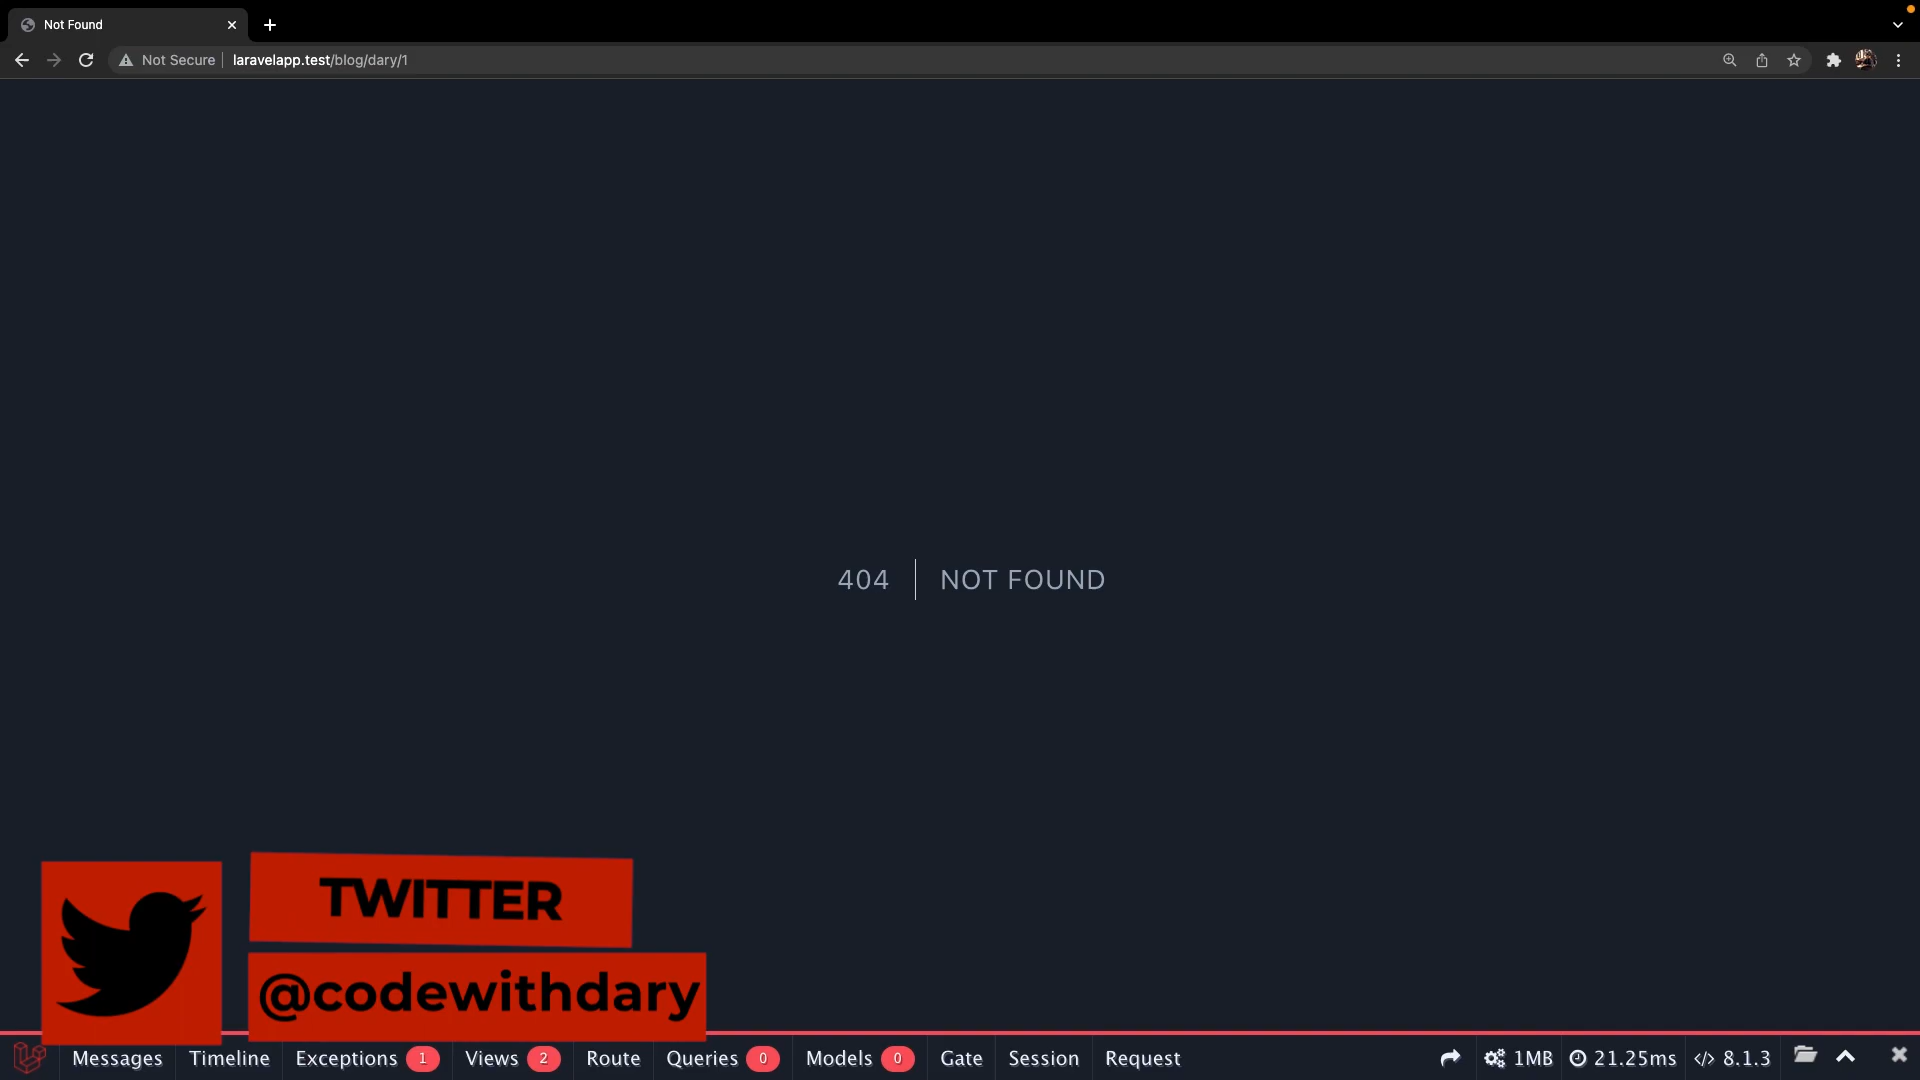 Not Found
Not Secure laravelapp.test/blog/dary/1
404 NOT FOUND
TWITTER
@codewithdary
Messages Timeline Exceptions 1 Views 2 Route Queries 0 Models 0 Gate Session Request 1MB 21.25ms </> 8.1.3